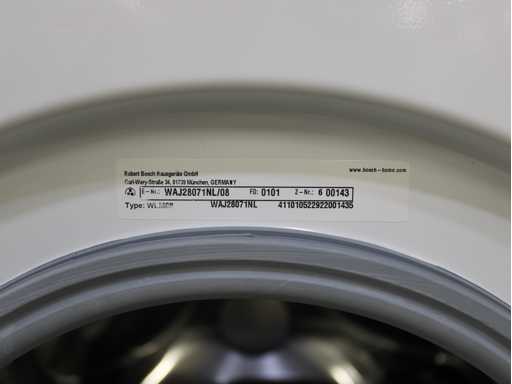 Robert Bosch Hausgeräte GmbH
www.bosch-home.com
Carl-Wery-Straße 34, 81739 München, GERMANY
E-Nr.: WAJ28071NL/08 FD: 0101 Z-Nr.: 6 00143
Type: WAJ28071NL 411010522922001435